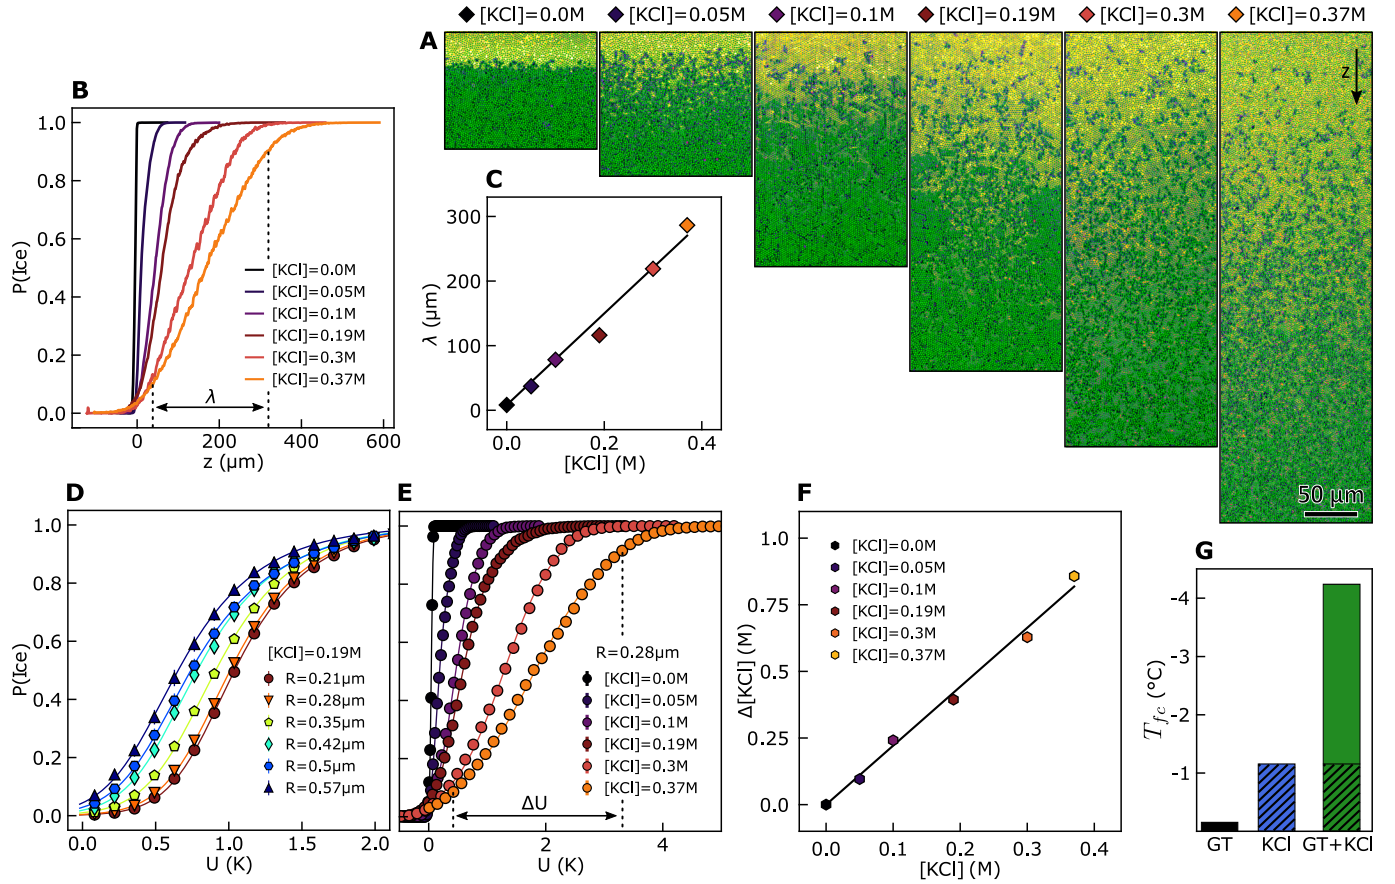 [KCl]=0.0M [KCl]=0.05M [KCl]=0.1M [KCl]=0.19M [KCl]=0.3M [KCl]=0.37M
A
z
50 μm
B
P(Ice)
1.0
0.8
0.6
0.4
0.2
0.0
[KCl]=0.0M
[KCl]=0.05M
[KCl]=0.1M
[KCl]=0.19M
[KCl]=0.3M
[KCl]=0.37M
λ
0 200 400 600
z (μm)
C
λ (μm)
300
200
100
0
0.0 0.2 0.4
[KCl] (M)
D
P(Ice)
1.0
0.8
0.6
0.4
0.2
0.0
[KCl]=0.19M
R=0.21μm
R=0.28μm
R=0.35μm
R=0.42μm
R=0.5μm
R=0.57μm
0.0 0.5 1.0 1.5 2.0
U (K)
E
R=0.28μm
[KCl]=0.0M
[KCl]=0.05M
[KCl]=0.1M
[KCl]=0.19M
[KCl]=0.3M
[KCl]=0.37M
ΔU
0 2 4
U (K)
F
Δ[KCl] (M)
1.0
0.75
0.5
0.25
0.0
[KCl]=0.0M
[KCl]=0.05M
[KCl]=0.1M
[KCl]=0.19M
[KCl]=0.3M
[KCl]=0.37M
0.0 0.1 0.2 0.3 0.4
[KCl] (M)
G
T_fc (°C)
-4
-3
-2
-1
GT KCl GT+KCl